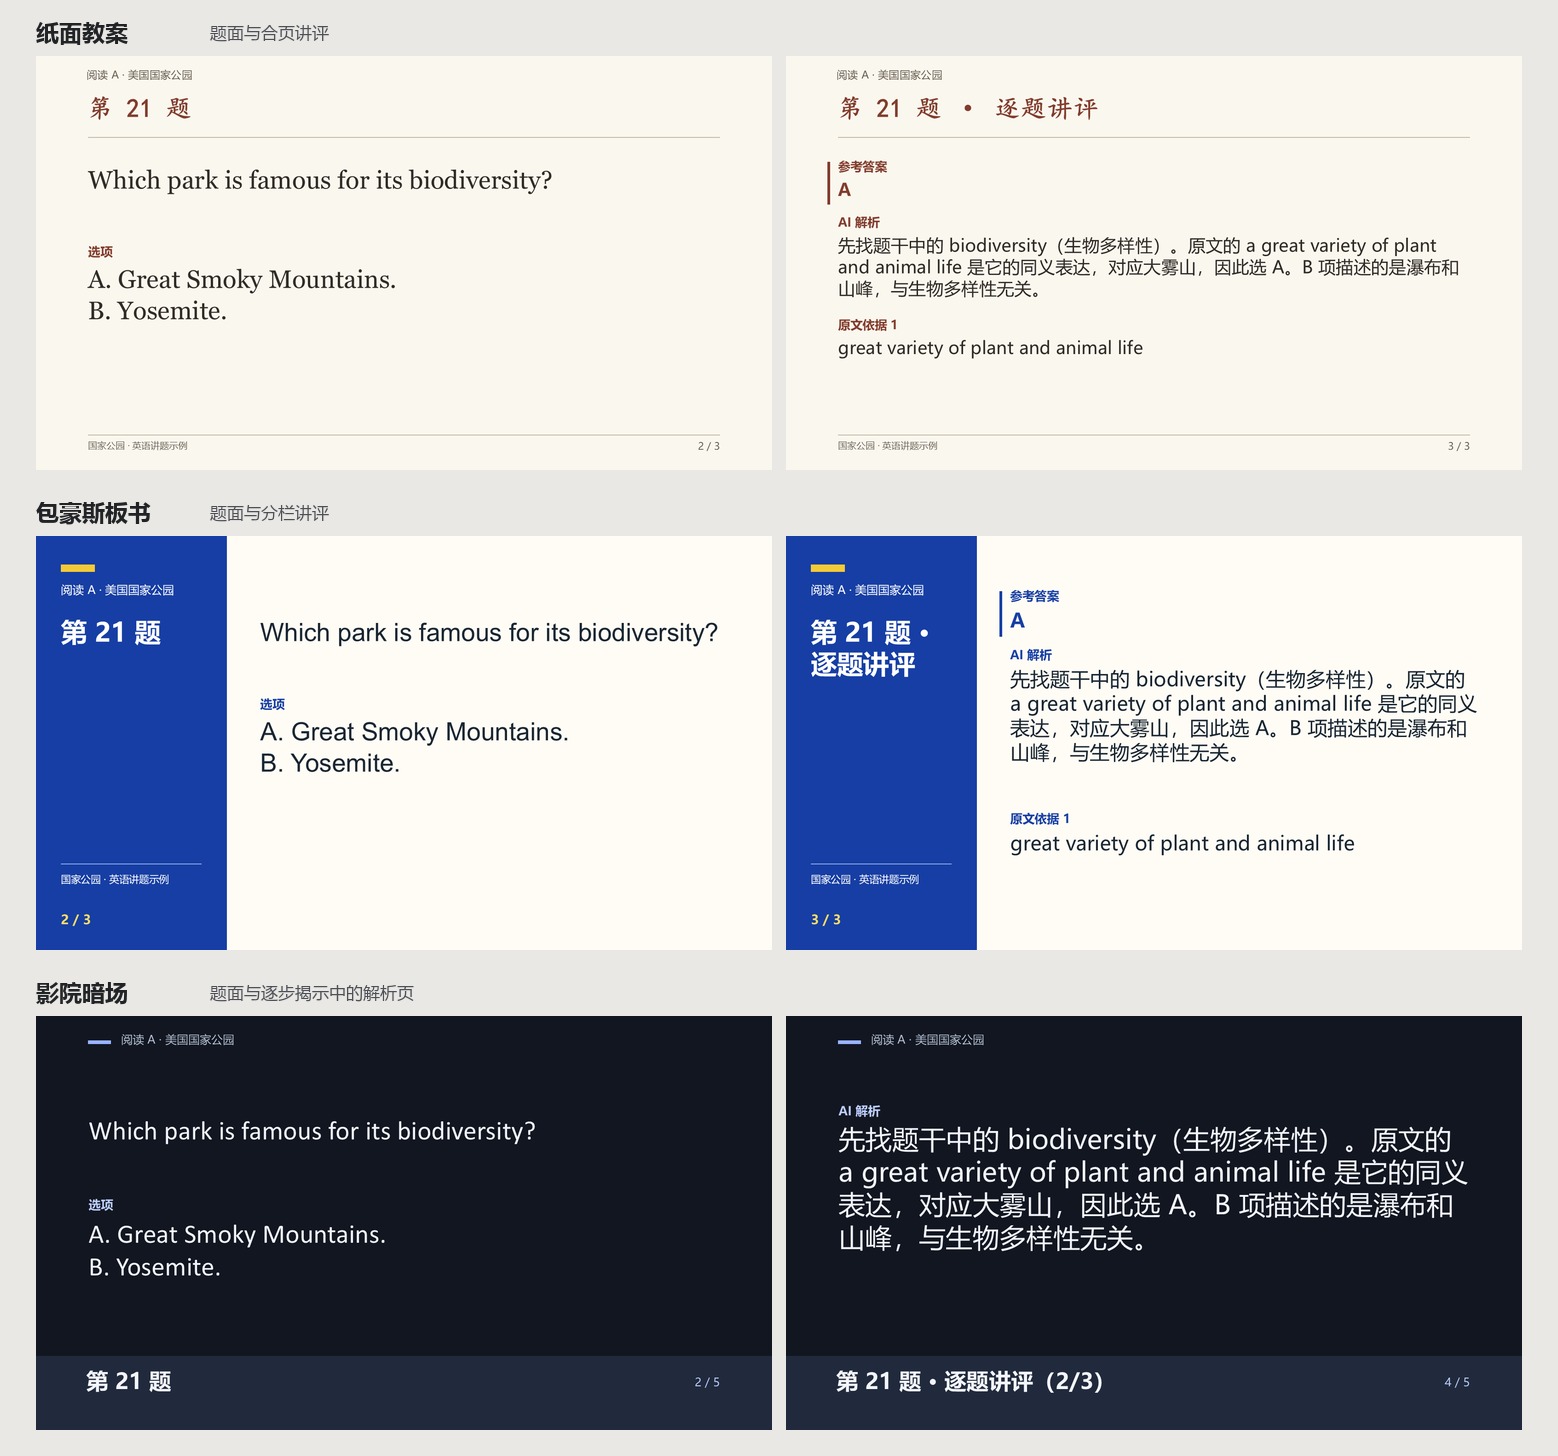 纸面教案 题面与合页讲评
阅读 A · 美国国家公园
第 21 题
Which park is famous for its biodiversity?
选项
A. Great Smoky Mountains.
B. Yosemite.
国家公园 · 英语讲题示例 2 / 3
阅读 A · 美国国家公园
第 21 题 • 逐题讲评
参考答案
A
AI 解析
先找题干中的 biodiversity（生物多样性）。原文的 a great variety of plant
and animal life 是它的同义表达，对应大雾山，因此选 A。B 项描述的是瀑布和
山峰，与生物多样性无关。
原文依据 1
great variety of plant and animal life
国家公园 · 英语讲题示例 3 / 3
包豪斯板书 题面与分栏讲评
阅读 A · 美国国家公园
第 21 题
Which park is famous for its biodiversity?
选项
A. Great Smoky Mountains.
B. Yosemite.
国家公园 · 英语讲题示例
2 / 3
阅读 A · 美国国家公园
第 21 题 •
逐题讲评
参考答案
A
AI 解析
先找题干中的 biodiversity（生物多样性）。原文的
a great variety of plant and animal life 是它的同义
表达，对应大雾山，因此选 A。B 项描述的是瀑布和
山峰，与生物多样性无关。
原文依据 1
great variety of plant and animal life
国家公园 · 英语讲题示例
3 / 3
影院暗场 题面与逐步揭示中的解析页
阅读 A · 美国国家公园
Which park is famous for its biodiversity?
选项
A. Great Smoky Mountains.
B. Yosemite.
第 21 题 2 / 5
阅读 A · 美国国家公园
AI 解析
先找题干中的 biodiversity（生物多样性）。原文的
a great variety of plant and animal life 是它的同义
表达，对应大雾山，因此选 A。B 项描述的是瀑布和
山峰，与生物多样性无关。
第 21 题 • 逐题讲评（2/3） 4 / 5